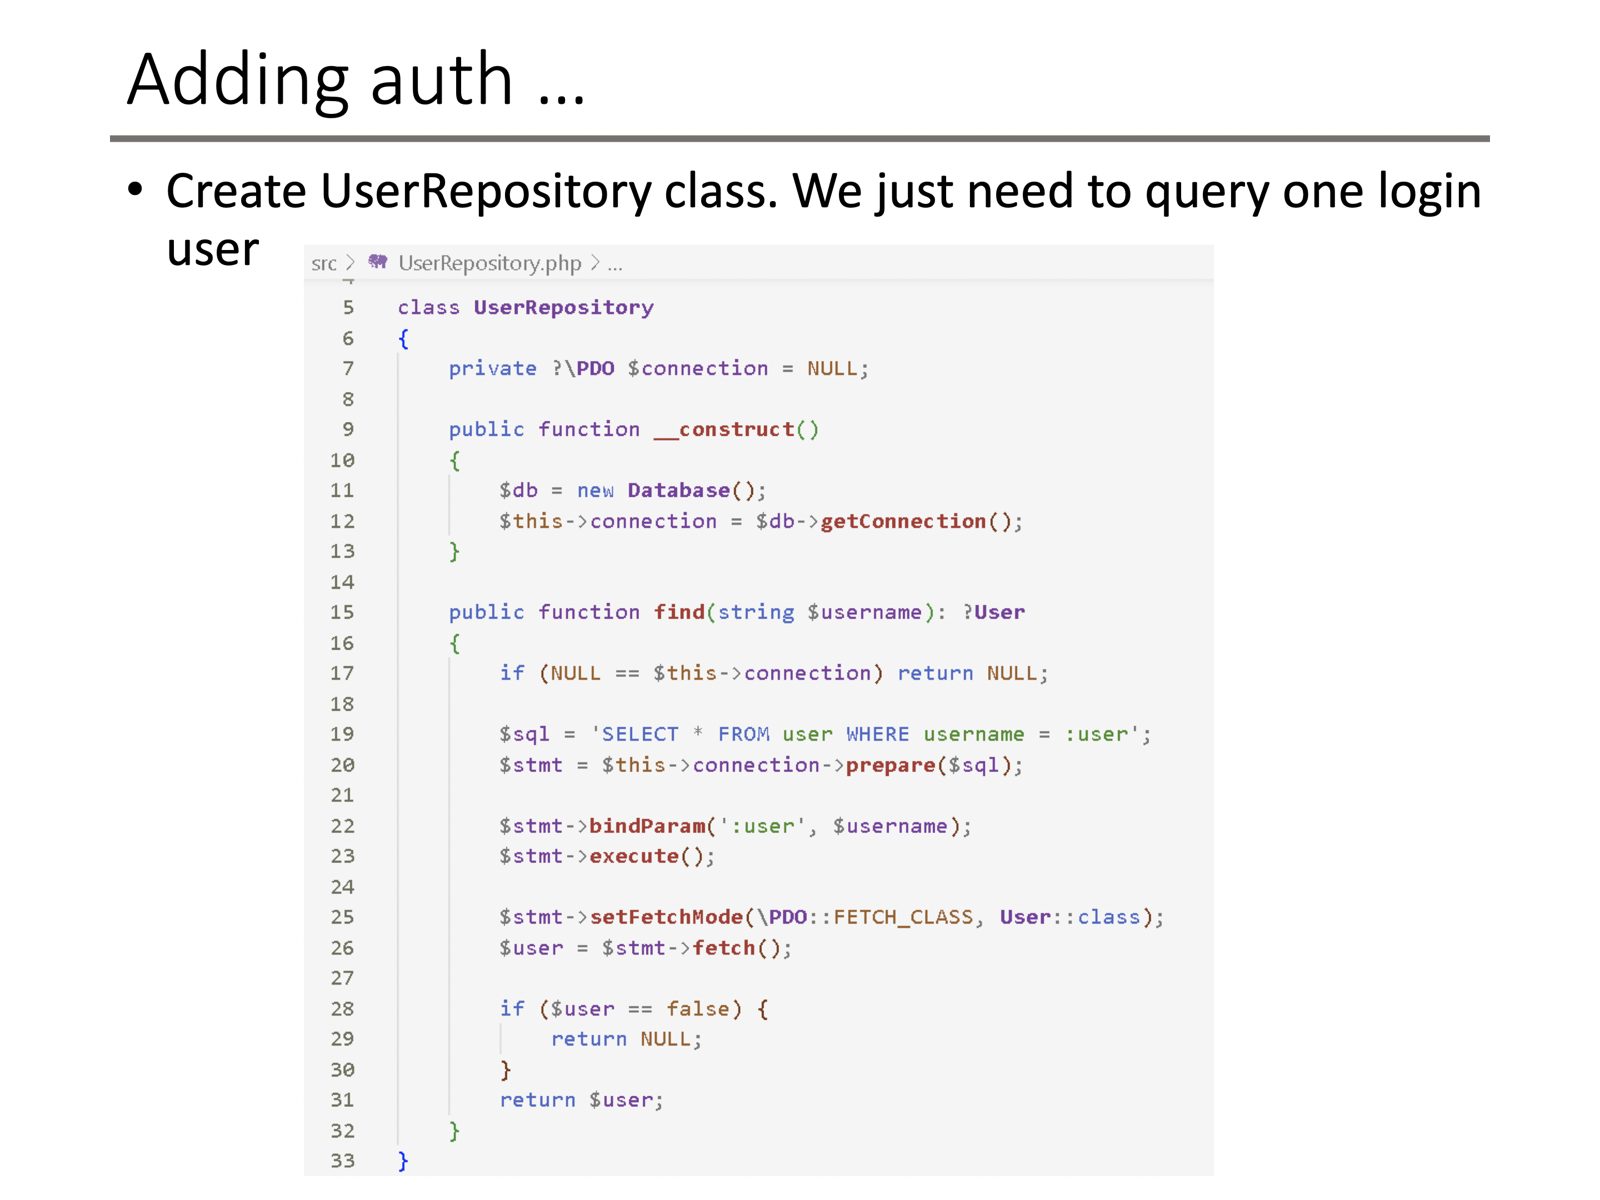 Adding auth ...
• Create UserRepository class. We just need to query one login
user
src > UserRepository.php > ...
4
5 class UserRepository
6 {
7     private ?\PDO $connection = NULL;
8
9     public function __construct()
10     {
11         $db = new Database();
12         $this->connection = $db->getConnection();
13     }
14
15     public function find(string $username): ?User
16     {
17         if (NULL == $this->connection) return NULL;
18
19         $sql = 'SELECT * FROM user WHERE username = :user';
20         $stmt = $this->connection->prepare($sql);
21
22         $stmt->bindParam(':user', $username);
23         $stmt->execute();
24
25         $stmt->setFetchMode(\PDO::FETCH_CLASS, User::class);
26         $user = $stmt->fetch();
27
28         if ($user == false) {
29             return NULL;
30         }
31         return $user;
32     }
33 }